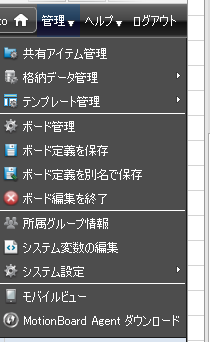 to 管理▼ ヘルプ▼ ログアウト
共有アイテム管理
格納データ管理
テンプレート管理
ボード管理
ボード定義を保存
ボード定義を別名で保存
ボード編集を終了
所属グループ情報
システム変数の編集
システム設定
モバイルビュー
MotionBoard Agent ダウンロード